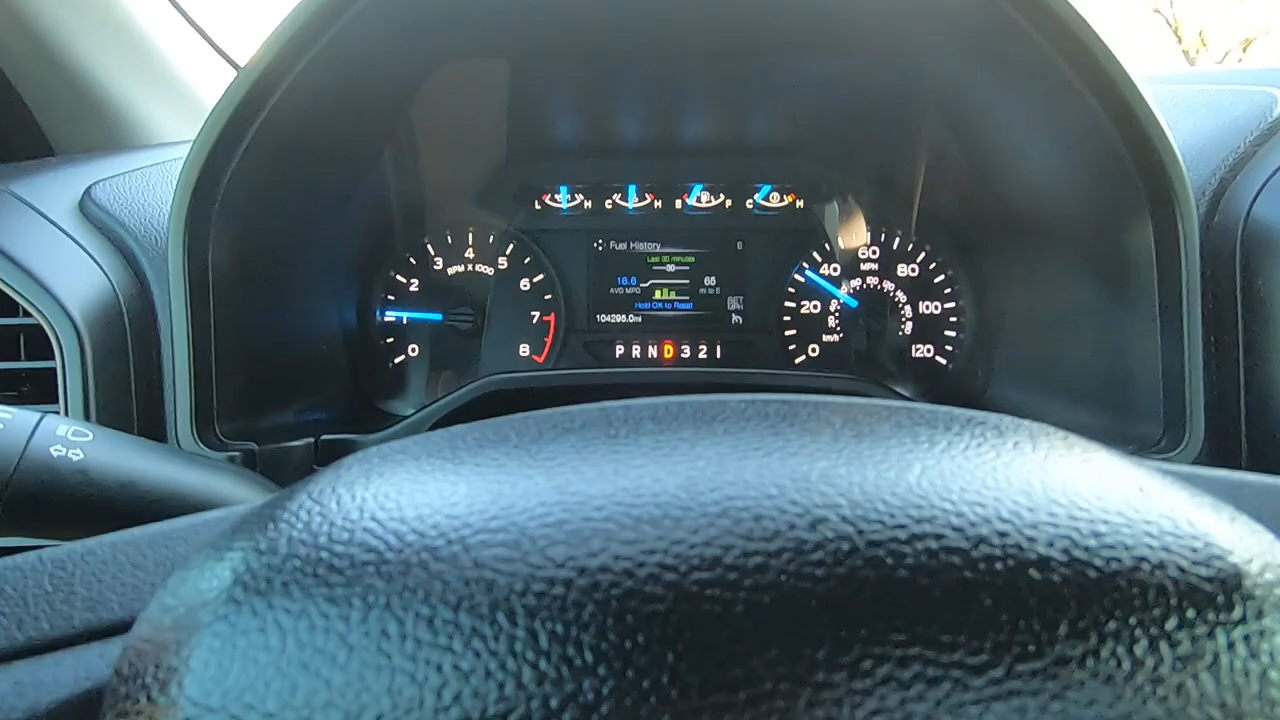 L H C H E F C H
Fuel History
Last 30 minutes
30
16.6
65
AVG MPG
mi to E
Hold OK to Reset
SET
MPH
104296.0mi
P R N D 3 2 1
0 1 2 3 4 5 6 7 8
RPM X 1000
0 20 40 60 80 100 120
MPH
km/h